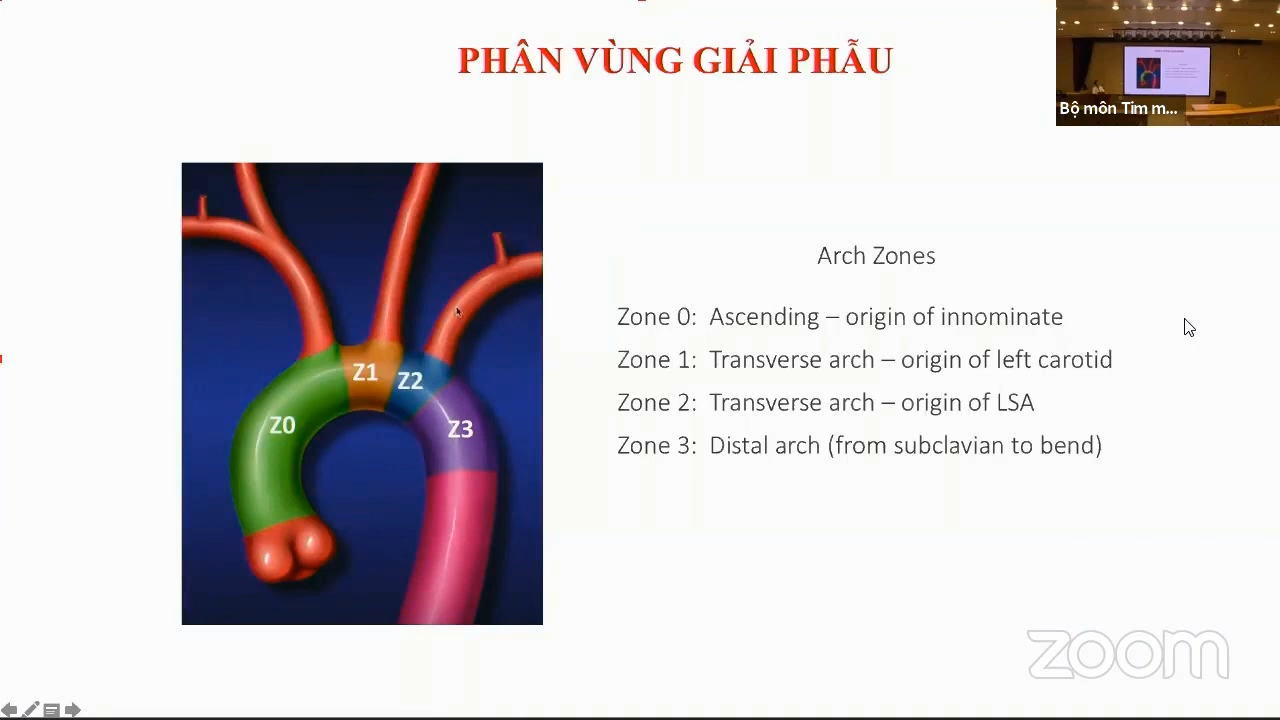 PHÂN VÙNG GIẢI PHẪU
Bộ môn Tim m...
Z1
Z2
Z0
Z3
Arch Zones
Zone 0: Ascending – origin of innominate
Zone 1: Transverse arch – origin of left carotid
Zone 2: Transverse arch – origin of LSA
Zone 3: Distal arch (from subclavian to bend)
zoom